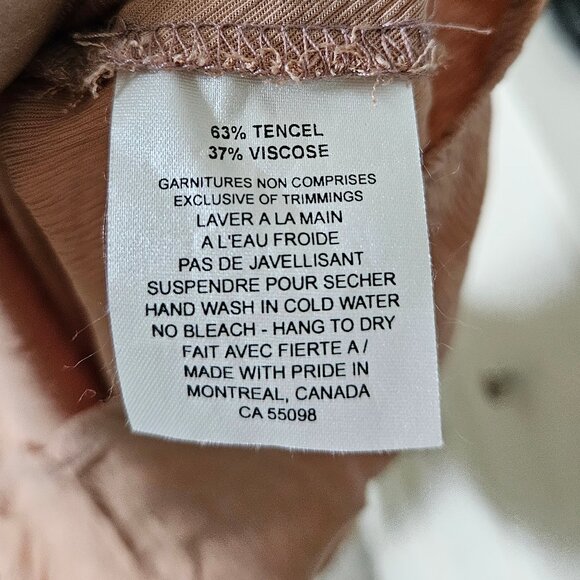 63% TENCEL
37% VISCOSE
GARNITURES NON COMPRISES
EXCLUSIVE OF TRIMMINGS
LAVER A LA MAIN
A L'EAU FROIDE
PAS DE JAVELLISANT
SUSPENDRE POUR SECHER
HAND WASH IN COLD WATER
NO BLEACH - HANG TO DRY
FAIT AVEC FIERTE A /
MADE WITH PRIDE IN
MONTREAL, CANADA
CA 55098